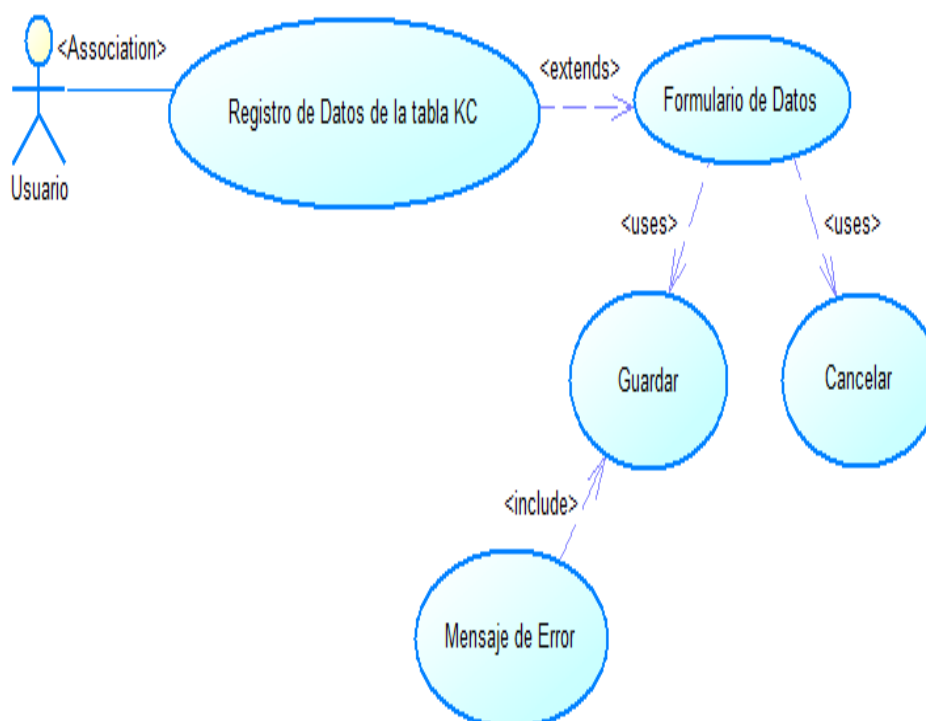 <Association>
Usuario
Registro de Datos de la tabla KC
<extends>
Formulario de Datos
<uses>
<uses>
Guardar
Cancelar
<include>
Mensaje de Error